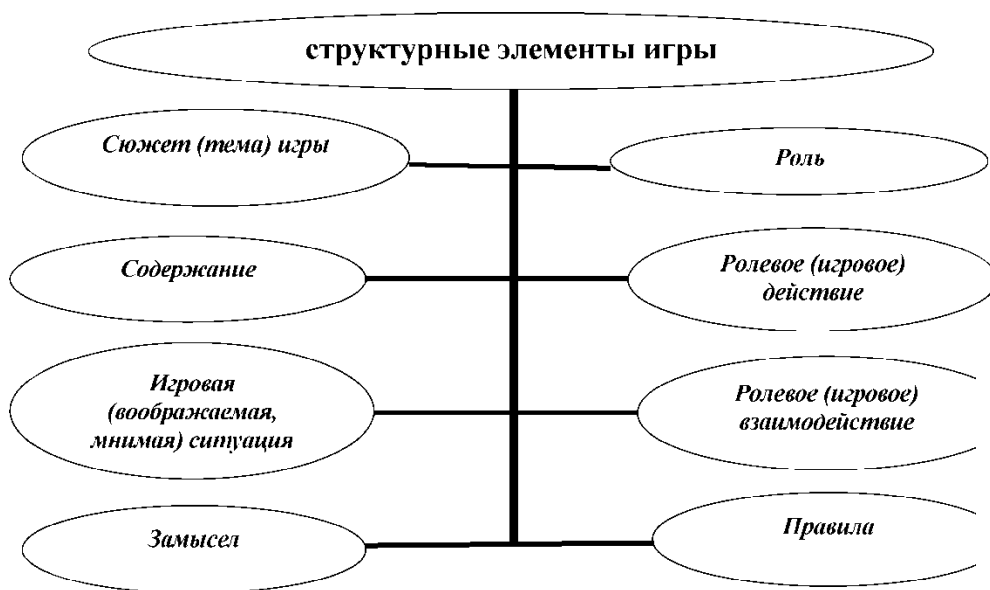 структурные элементы игры
Сюжет (тема) игры
Роль
Содержание
Ролевое (игровое)
действие
Игровая
(воображаемая,
мнимая) ситуация
Ролевое (игровое)
взаимодействие
Замысел
Правила